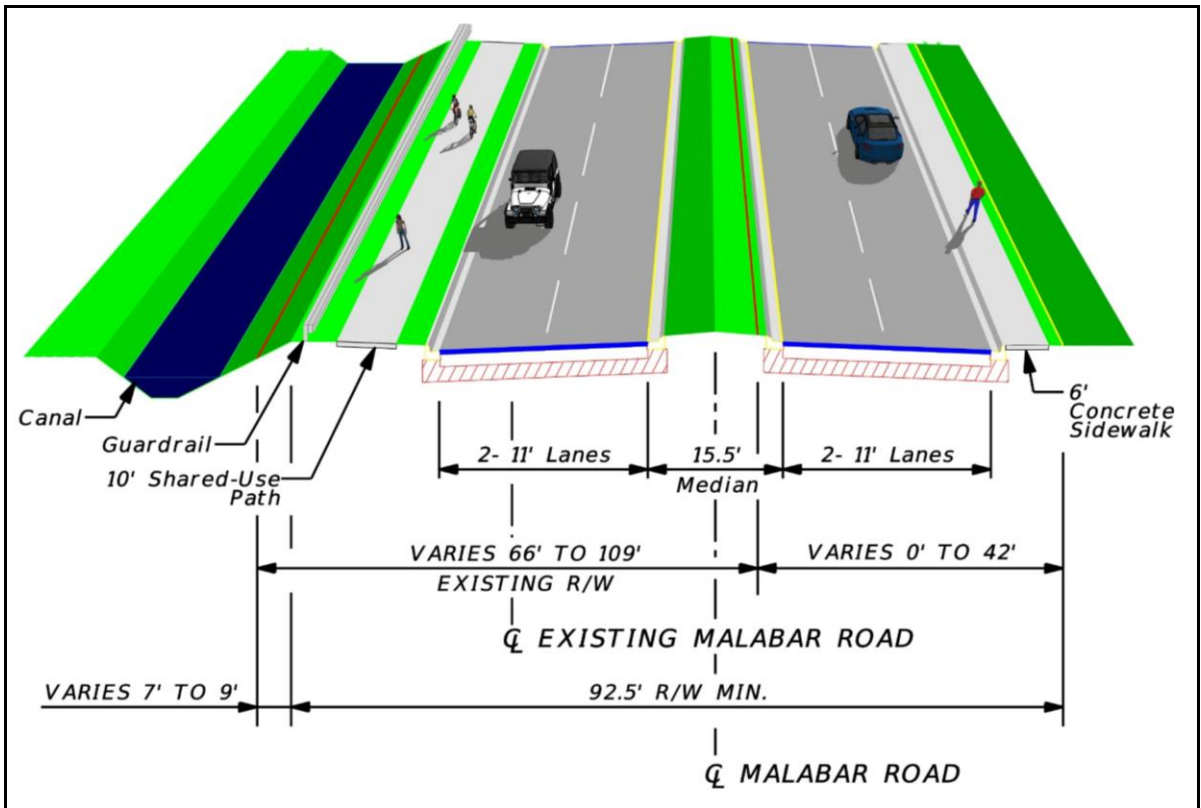 Canal
Guardrail
10' Shared-Use
Path
6'
Concrete
Sidewalk
2- 11' Lanes
15.5'
Median
2- 11' Lanes
VARIES 66' TO 109'
EXISTING R/W
VARIES 0' TO 42'
℄ EXISTING MALABAR ROAD
VARIES 7' TO 9'
92.5' R/W MIN.
℄ MALABAR ROAD